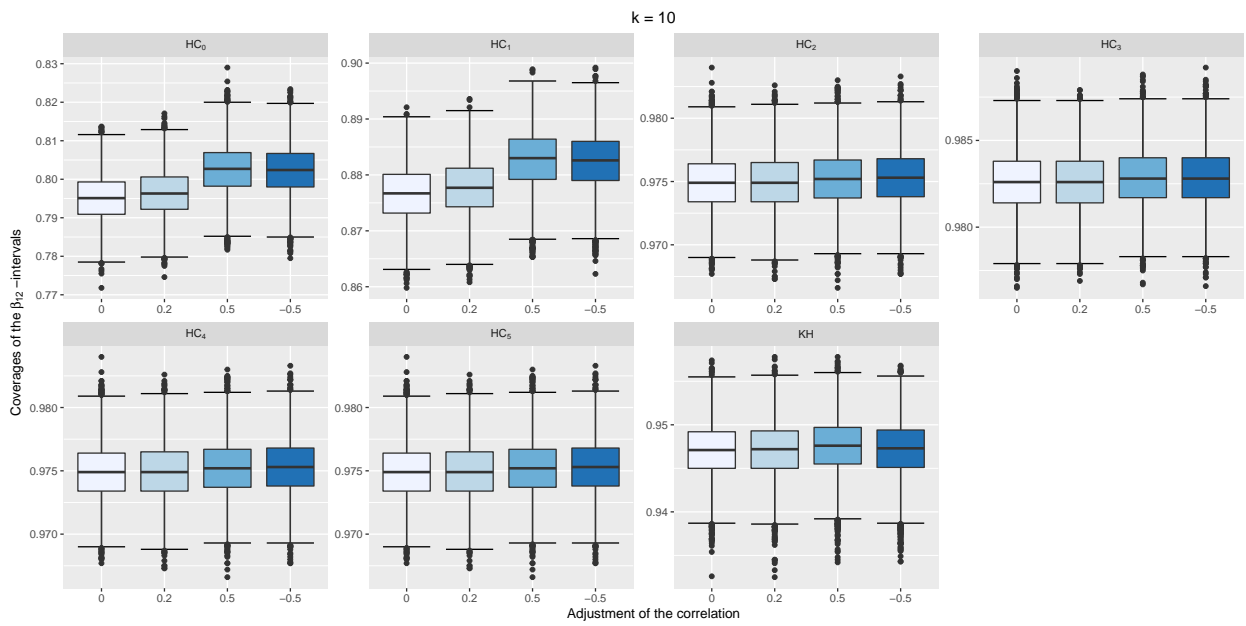 k = 10
HC₀ HC₁ HC₂ HC₃
0.83 0.82 0.81 0.80 0.79 0.78 0.77
0.90 0.89 0.88 0.87 0.86
0.980 0.975 0.970
0.985 0.980
0 0.2 0.5 −0.5 0 0.2 0.5 −0.5 0 0.2 0.5 −0.5 0 0.2 0.5 −0.5
HC₄ HC₅ KH
0.980 0.975 0.970
0.980 0.975 0.970
0.95 0.94
0 0.2 0.5 −0.5 0 0.2 0.5 −0.5 0 0.2 0.5 −0.5
Coverages of the β₁₂ −intervals
Adjustment of the correlation